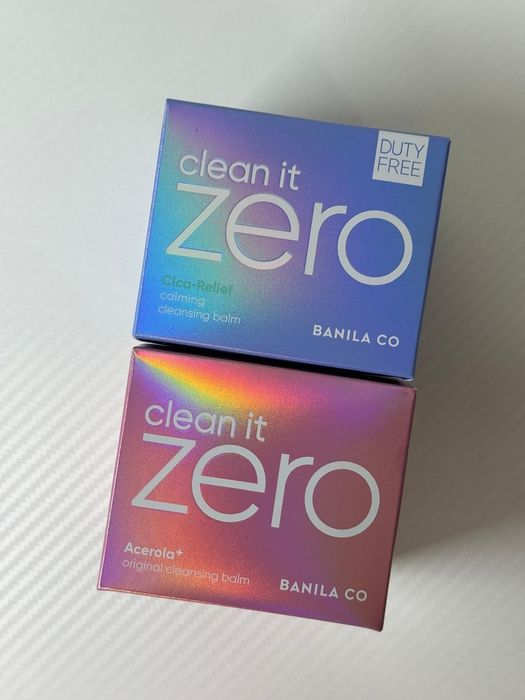 DUTY
FREE
clean it
zero
Cica-Relief
calming
cleansing balm
BANILA CO
clean it
zero
Acerola+
original cleansing balm
BANILA CO